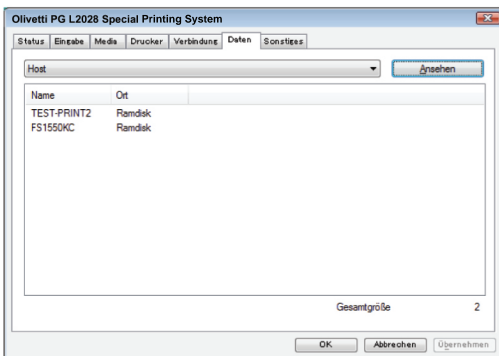 Olivetti PG L2028 Special Printing System
Status Eingabe Media Drucker Verbindung Daten Sonstiges
Host Ansehen
Name Ort
TEST-PRINT2 Ramdisk
FS1550KC Ramdisk
Gesamtgröße 2
OK Abbrechen Übernehmen